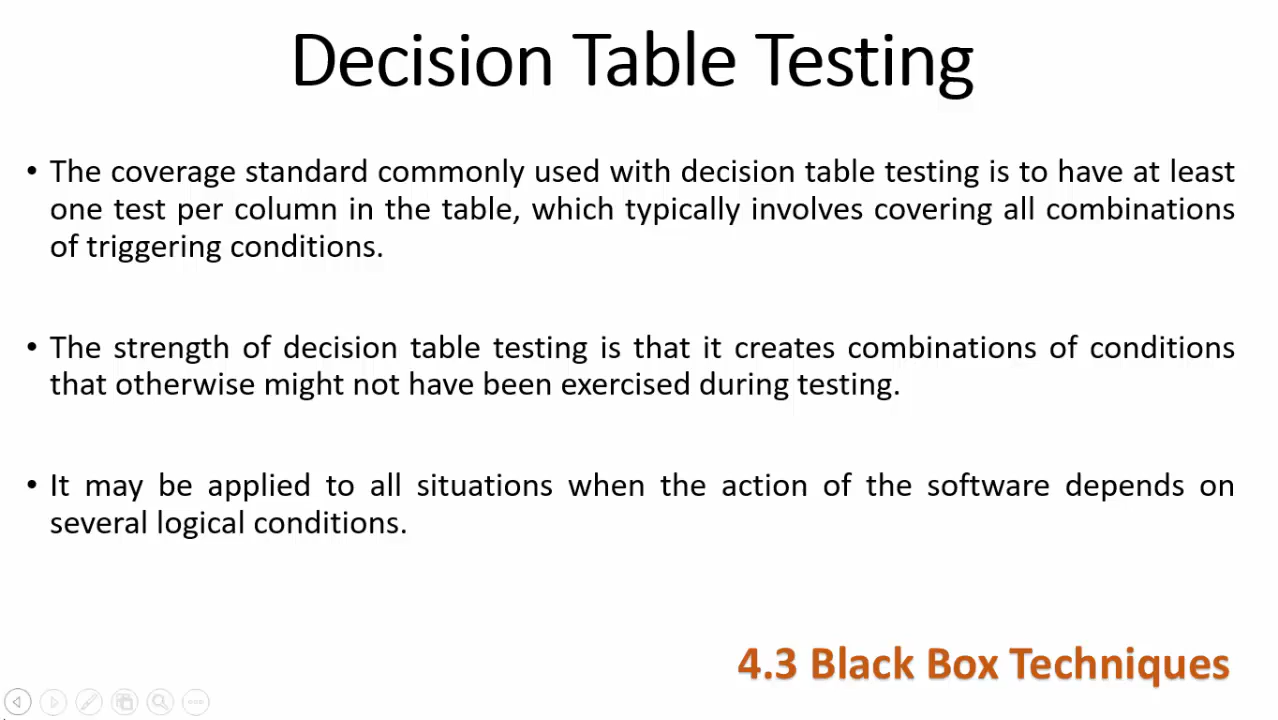 Decision Table Testing
• The coverage standard commonly used with decision table testing is to have at least
one test per column in the table, which typically involves covering all combinations
of triggering conditions.
• The strength of decision table testing is that it creates combinations of conditions
that otherwise might not have been exercised during testing.
• It may be applied to all situations when the action of the software depends on
several logical conditions.
4.3 Black Box Techniques